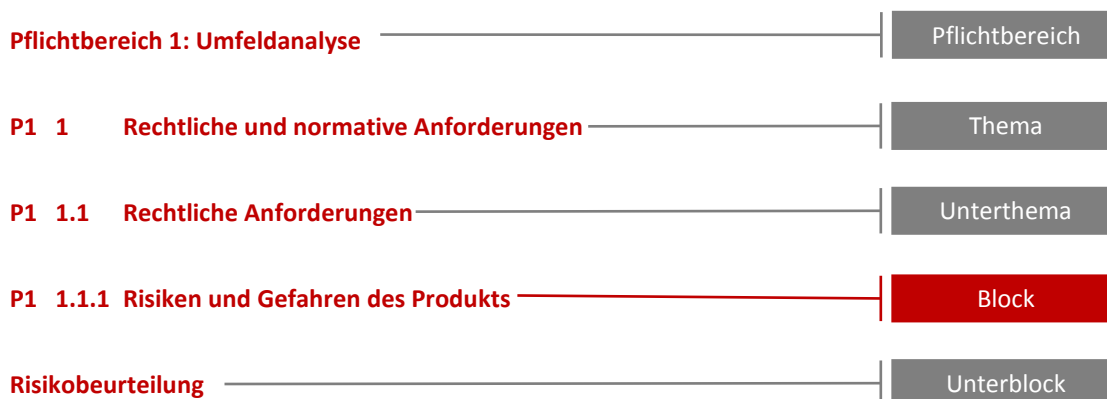 Pflichtbereich 1: Umfeldanalyse Pflichtbereich
P1 1 Rechtliche und normative Anforderungen Thema
P1 1.1 Rechtliche Anforderungen Unterthema
P1 1.1.1 Risiken und Gefahren des Produkts Block
Risikobeurteilung Unterblock